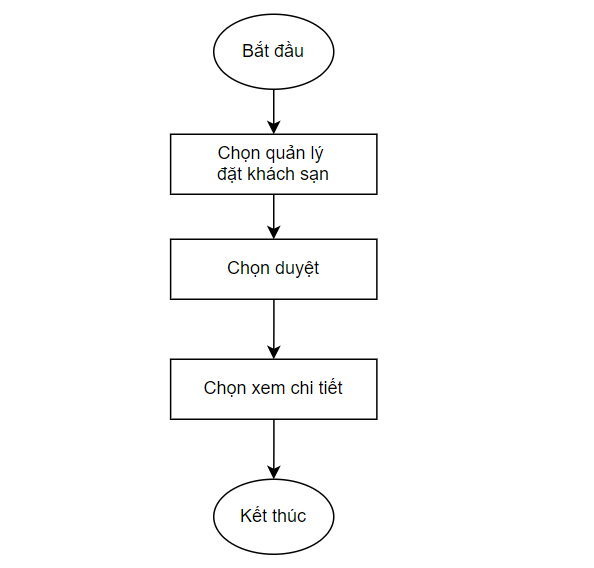 Bắt đầu
Chọn quản lý
đặt khách sạn
Chọn duyệt
Chọn xem chi tiết
Kết thúc